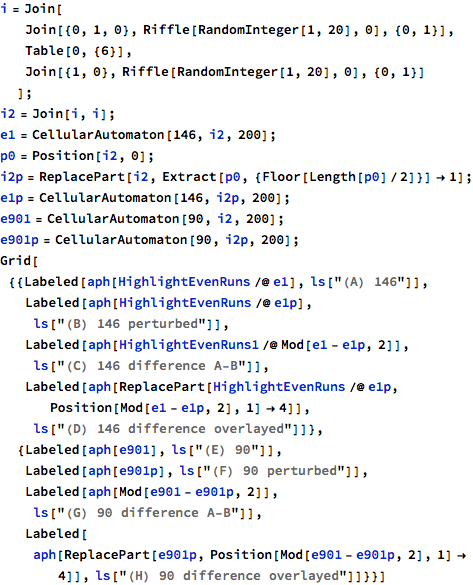 i = Join[
Join[{0, 1, 0}, Riffle[RandomInteger[1, 20], 0], {0, 1}],
Table[0, {6}],
Join[{1, 0}, Riffle[RandomInteger[1, 20], 0], {0, 1}]
];
i2 = Join[i, i];
e1 = CellularAutomaton[146, i2, 200];
p0 = Position[i2, 0];
i2p = ReplacePart[i2, Extract[p0, {Floor[Length[p0] / 2]}] → 1];
e1p = CellularAutomaton[146, i2p, 200];
e901 = CellularAutomaton[90, i2, 200];
e901p = CellularAutomaton[90, i2p, 200];
Grid[
{{Labeled[aph[HighlightEvenRuns /@ e1], ls["(A) 146"]],
Labeled[aph[HighlightEvenRuns /@ e1p],
ls["(B) 146 perturbed"]],
Labeled[aph[HighlightEvenRuns1 /@ Mod[e1 - e1p, 2]],
ls["(C) 146 difference A-B"]],
Labeled[aph[ReplacePart[HighlightEvenRuns /@ e1p,
Position[Mod[e1 - e1p, 2], 1] → 4]],
ls["(D) 146 difference overlayed"]]},
{Labeled[aph[e901], ls["(E) 90"]],
Labeled[aph[e901p], ls["(F) 90 perturbed"]],
Labeled[aph[Mod[e901 - e901p, 2]],
ls["(G) 90 difference A-B"]],
Labeled[
aph[ReplacePart[e901p, Position[Mod[e901 - e901p, 2], 1] →
4]], ls["(H) 90 difference overlayed"]]}}]